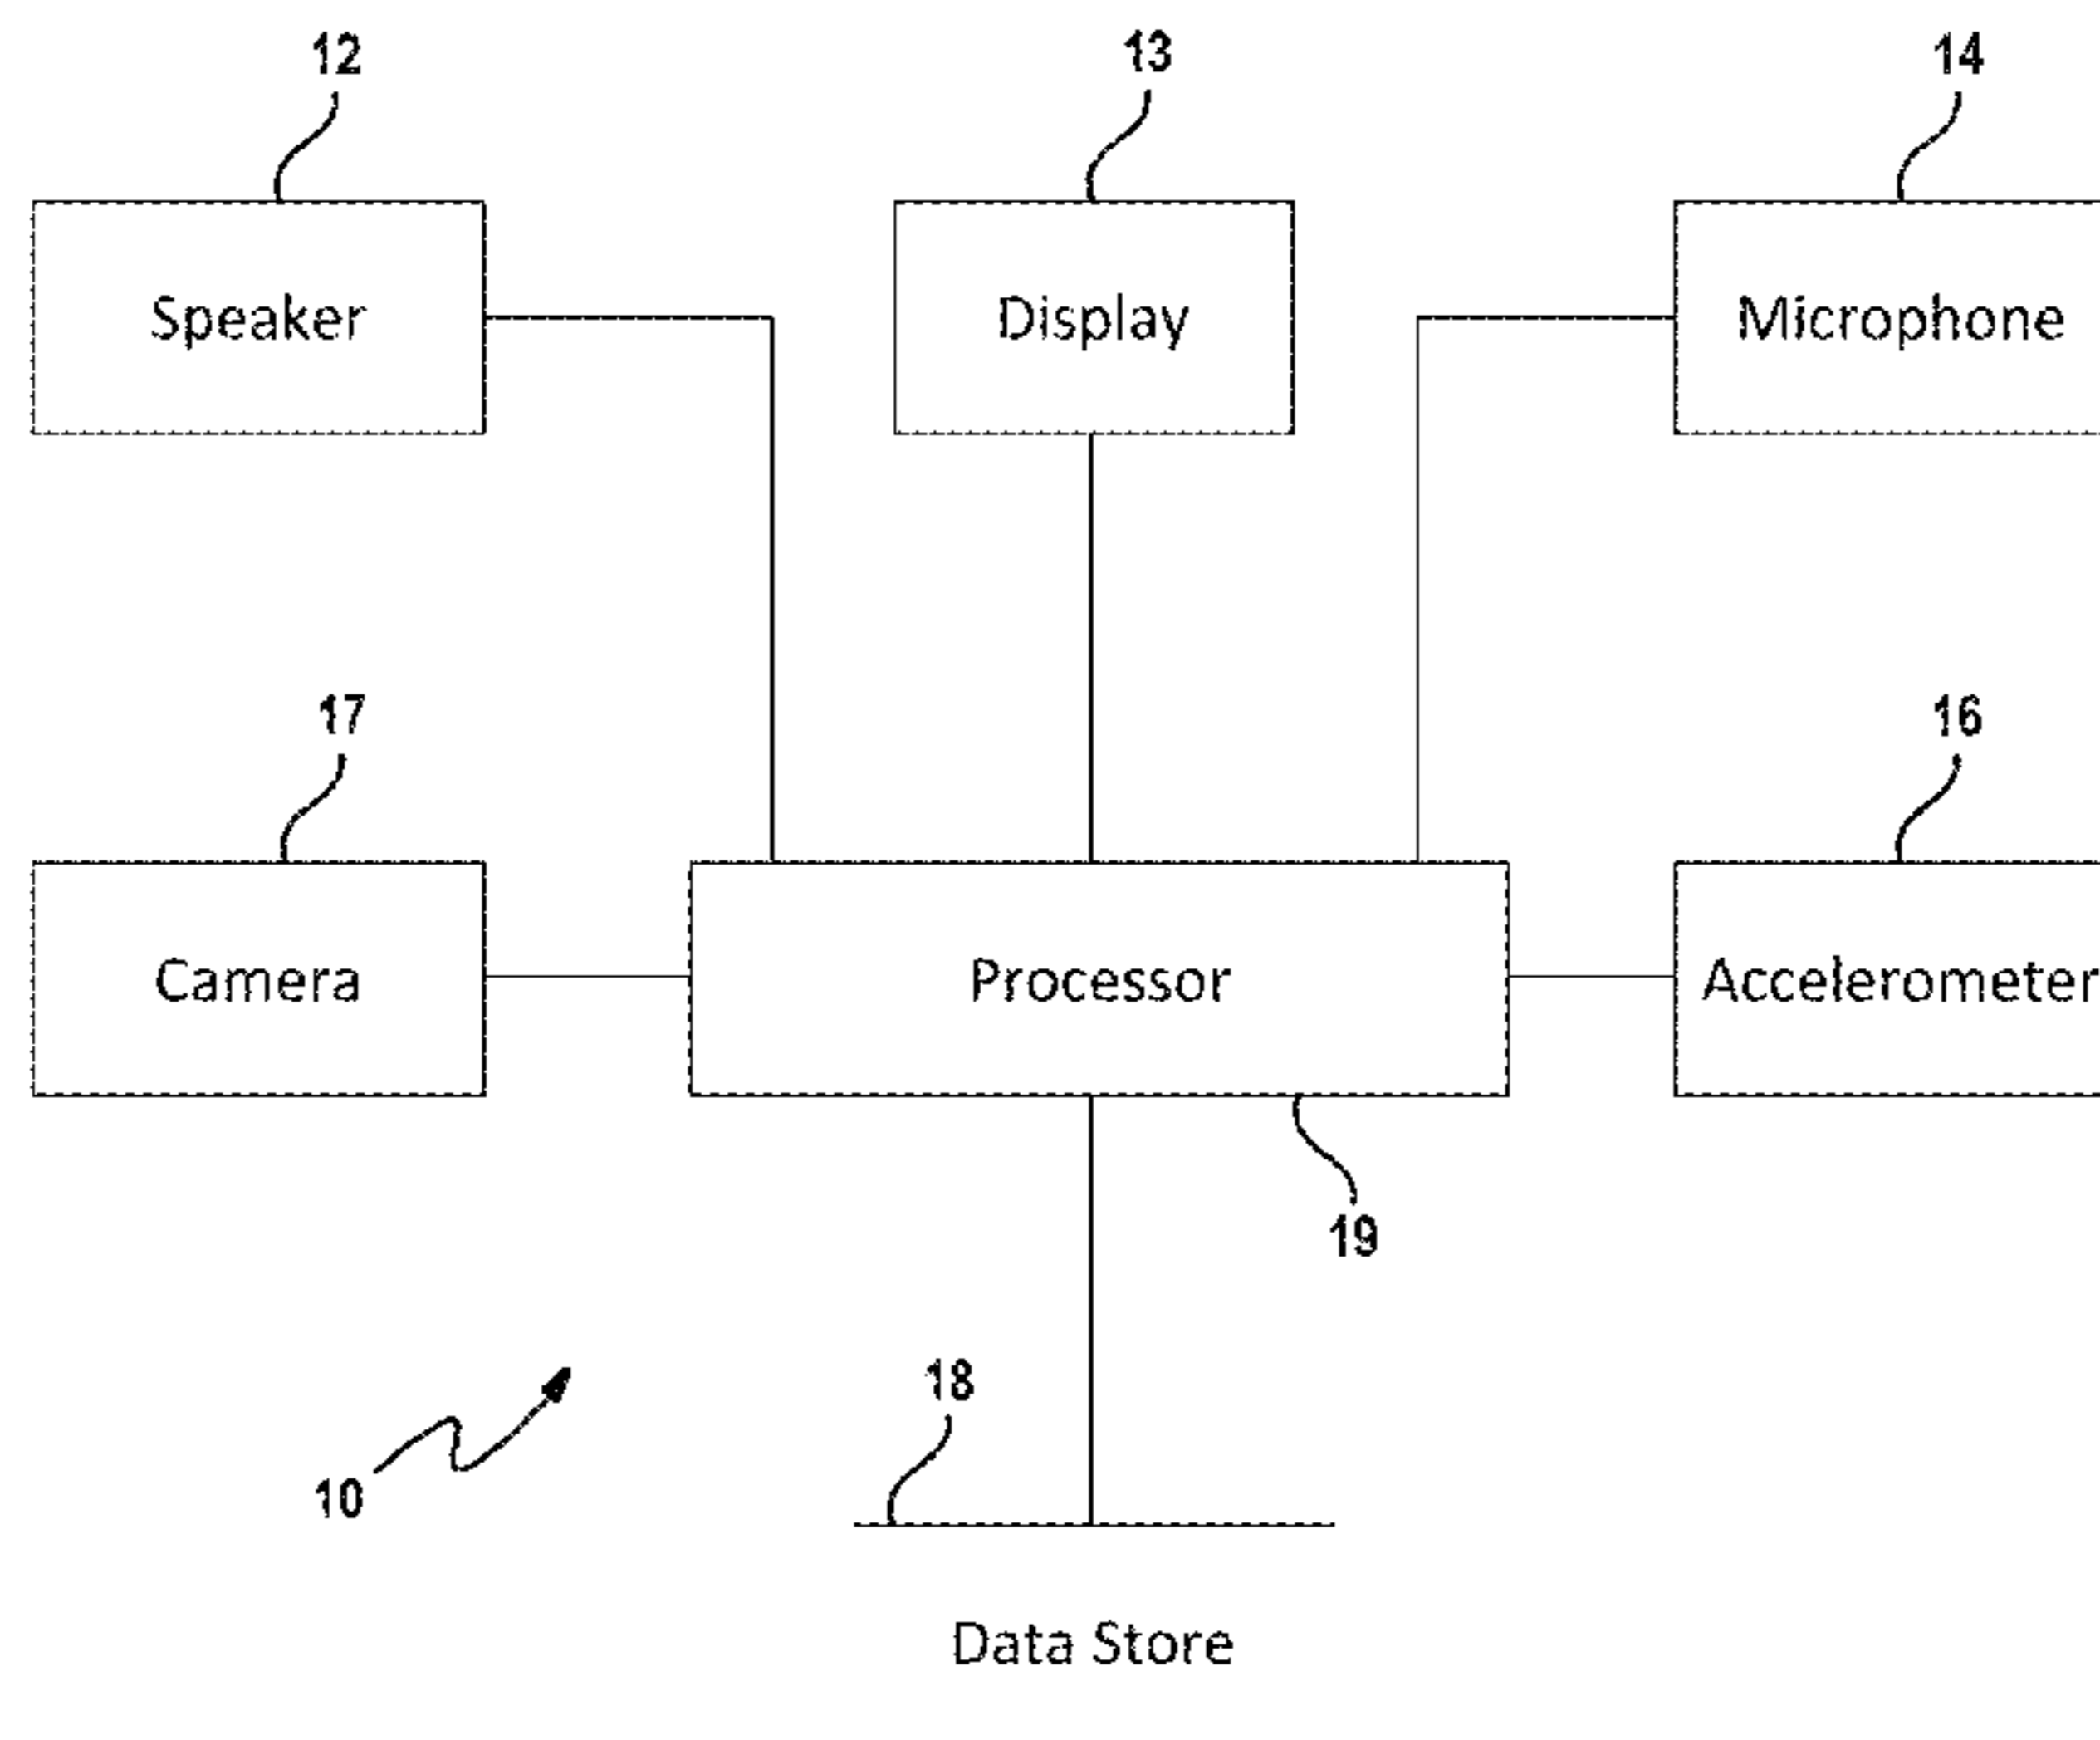 12
13
14
Speaker
Display
Microphone
17
16
Camera
Processor
Accelerometer
19
18
10
Data Store